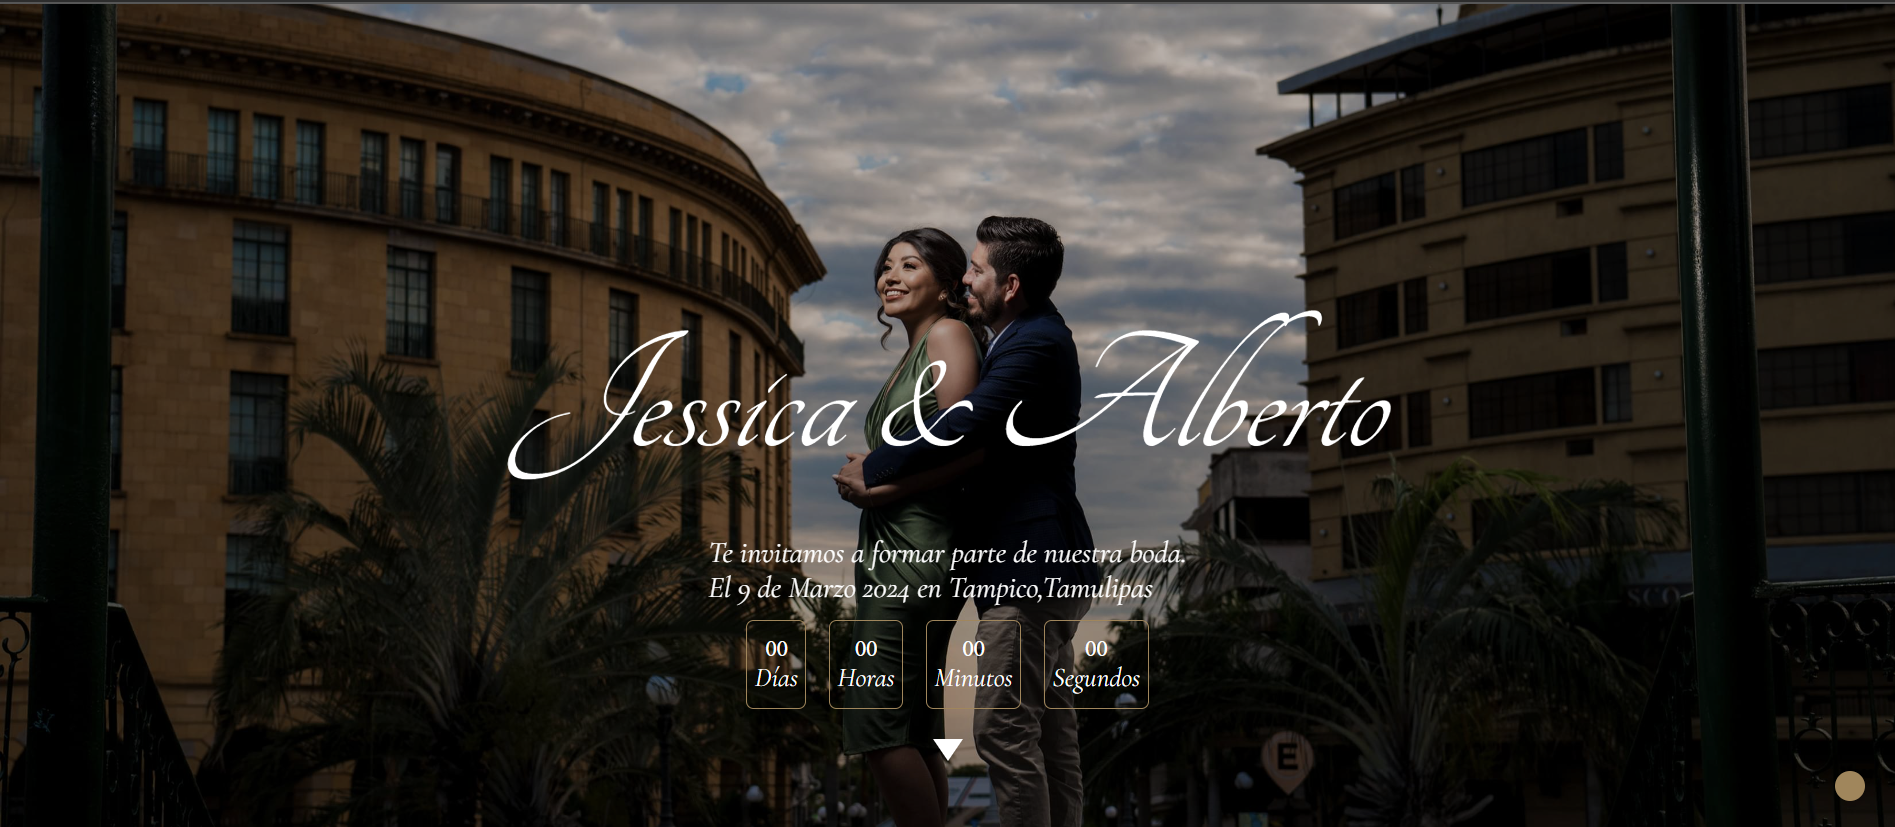 Jessica & Alberto
Te invitamos a formar parte de nuestra boda.
El 9 de Marzo 2024 en Tampico,Tamulipas
00 00 00 00
Días Horas Minutos Segundos
E